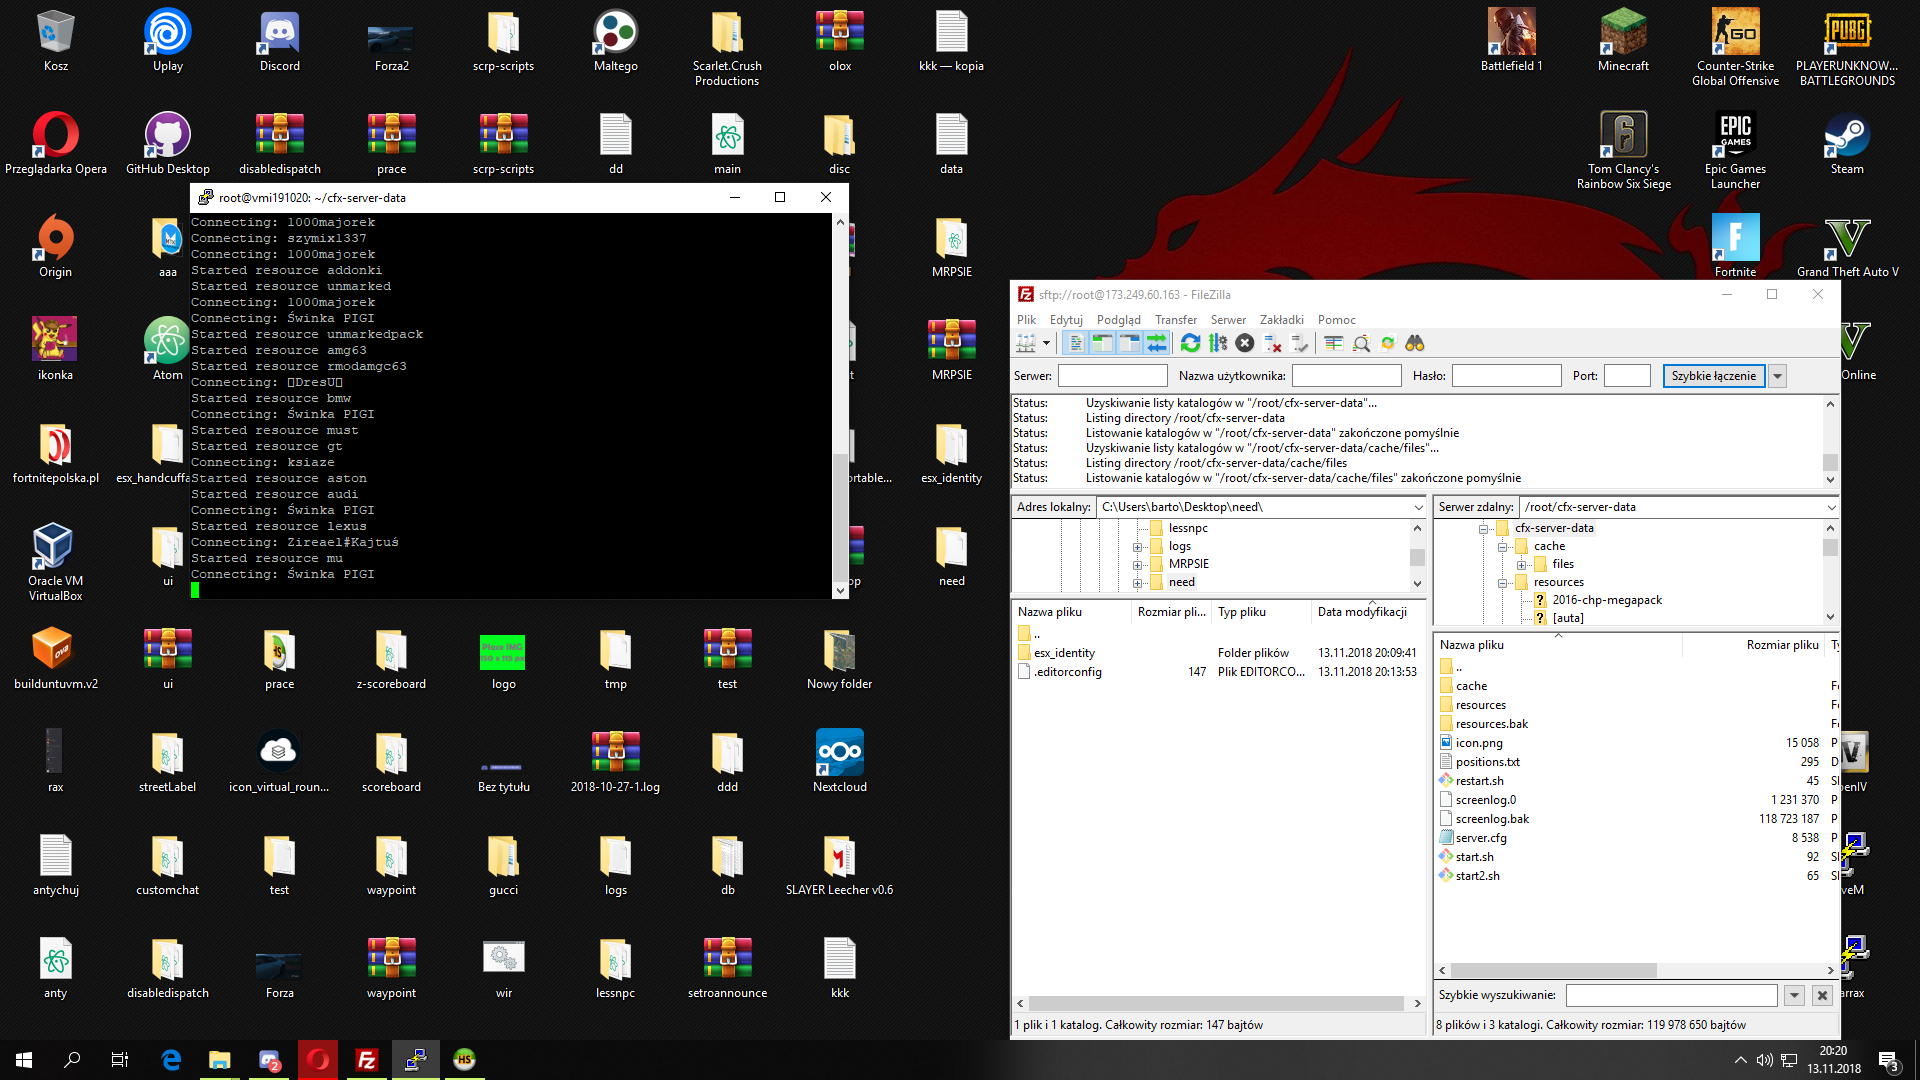 Kosz
Uplay
Discord
Forza2
scrp-scripts
Maltego
Scarlet.Crush
Productions
olox
kkk — kopia
Battlefield 1
Minecraft
Counter-Strike
Global Offensive
PLAYERUNKNOW...
BATTLEGROUNDS
Przeglądarka Opera
GitHub Desktop
disabledispatch
prace
scrp-scripts
dd
main
disc
data
Tom Clancy's
Rainbow Six Siege
Epic Games
Launcher
Steam
Origin
aaa
MRPSIE
Fortnite
Grand Theft Auto V
ikonka
Atom
MRPSIE
Online
fortnitepolska.pl
esx_handcuffa
ortable...
esx_identity
Oracle VM
VirtualBox
ui
op
need
root@vmi191020: ~/cfx-server-data
Connecting: 1000majorek
Connecting: szymix1337
Connecting: 1000majorek
Started resource addonki
Started resource unmarked
Connecting: 1000majorek
Connecting: Świnka PIGI
Started resource unmarkedpack
Started resource amg63
Started resource rmodamgc63
Connecting: ▯DresU▯
Started resource bmw
Connecting: Świnka PIGI
Started resource must
Started resource gt
Connecting: ksiaze
Started resource aston
Started resource audi
Connecting: Świnka PIGI
Started resource lexus
Connecting: Zireael#Kajtuś
Started resource mu
Connecting: Świnka PIGI
builduntuvm.v2
ui
prace
z-scoreboard
Place IMG
150 x 115 px
logo
tmp
test
Nowy folder
rax
streetLabel
icon_virtual_roun...
scoreboard
Bez tytułu
2018-10-27-1.log
ddd
Nextcloud
enIV
antychuj
customchat
test
waypoint
gucci
logs
db
SLAYER Leecher v0.6
veM
anty
disabledispatch
Forza
waypoint
wir
lessnpc
setroannounce
kkk
arrax
sftp://root@173.249.60.163 - FileZilla
Plik Edytuj Podgląd Transfer Serwer Zakładki Pomoc
Serwer: Nazwa użytkownika: Hasło: Port: Szybkie łączenie
Status: Uzyskiwanie listy katalogów w "/root/cfx-server-data"...
Status: Listing directory /root/cfx-server-data
Status: Listowanie katalogów w "/root/cfx-server-data" zakończone pomyślnie
Status: Uzyskiwanie listy katalogów w "/root/cfx-server-data/cache/files"...
Status: Listing directory /root/cfx-server-data/cache/files
Status: Listowanie katalogów w "/root/cfx-server-data/cache/files" zakończone pomyślnie
Adres lokalny: C:\Users\barto\Desktop\need\
lessnpc
logs
MRPSIE
need
Nazwa pliku Rozmiar pli... Typ pliku Data modyfikacji
..
esx_identity Folder plików 13.11.2018 20:09:41
.editorconfig 147 Plik EDITORCO... 13.11.2018 20:13:53
1 plik i 1 katalog. Całkowity rozmiar: 147 bajtów
Serwer zdalny: /root/cfx-server-data
cfx-server-data
cache
files
resources
2016-chp-megapack
[auta]
Nazwa pliku Rozmiar pliku
..
cache
resources
resources.bak
icon.png 15 058 P
positions.txt 295 D
restart.sh 45
screenlog.0 1 231 370 P
screenlog.bak 118 723 187 P
server.cfg 8 538 P
start.sh 92
start2.sh 65
Szybkie wyszukiwanie:
8 plików i 3 katalogi. Całkowity rozmiar: 119 978 650 bajtów
2
HS
20:20
13.11.2018
3